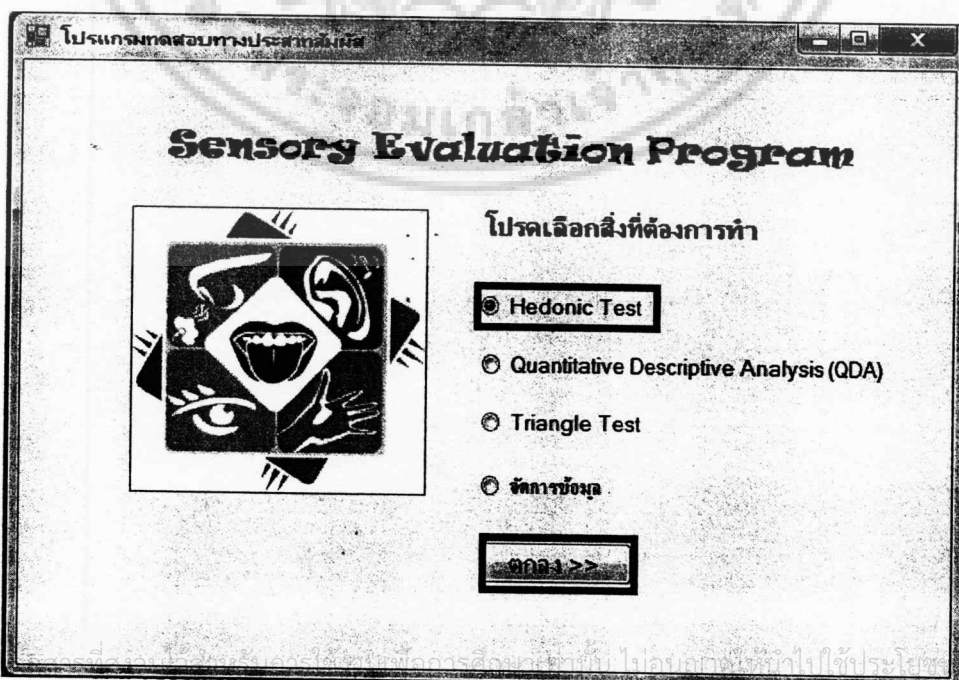 โปรแกรมทดสอบทางประสาทสัมผัส
Sensory Evaluation Program
โปรดเลือกสิ่งที่ต้องการทำ
Hedonic Test
Quantitative Descriptive Analysis (QDA)
Triangle Test
จัดการข้อมูล
ตกลง >>